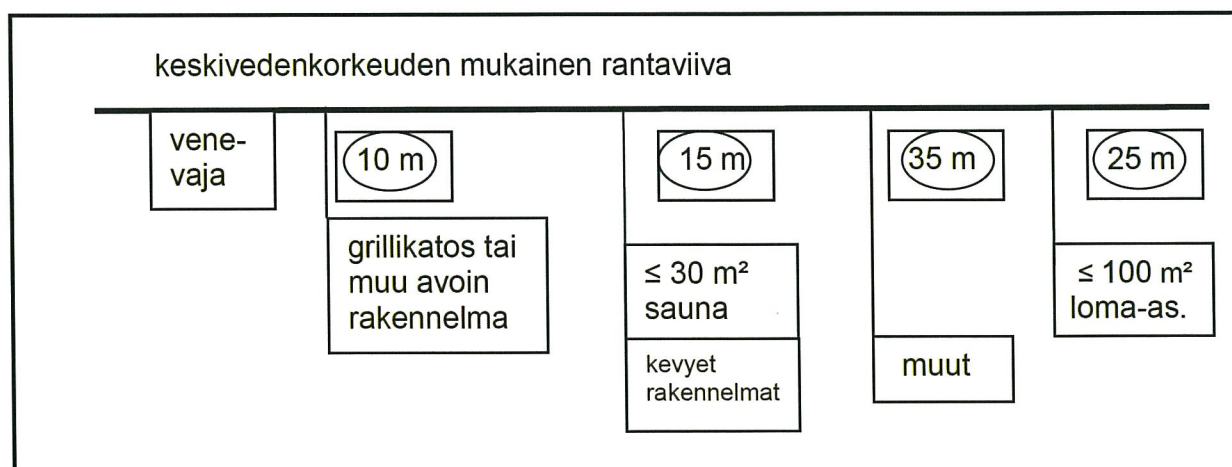 keskivedenkorkeuden mukainen rantaviiva
vene-
vaja
10 m
15 m
35 m
25 m
grillikatos tai
muu avoin
rakennelma
≤ 30 m²
sauna
kevyet
rakennelmat
muut
≤ 100 m²
loma-as.